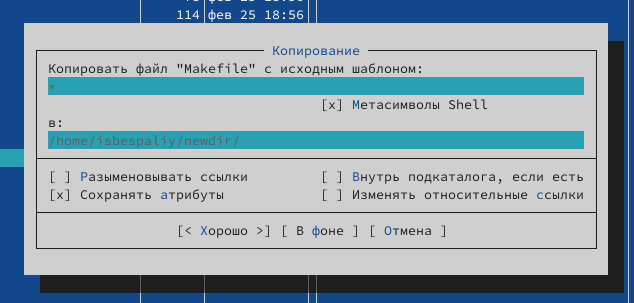 114 фев 25 18:56
Копирование
Копировать файл "Makefile" с исходным шаблоном:
*
[x] Метасимволы Shell
в:
/home/isbespaliy/newdir/
[ ] Разыменовывать ссылки [ ] Внутрь подкаталога, если есть
[x] Сохранять атрибуты [ ] Изменять относительные ссылки
[< Хорошо >] [ В фоне ] [ Отмена ]